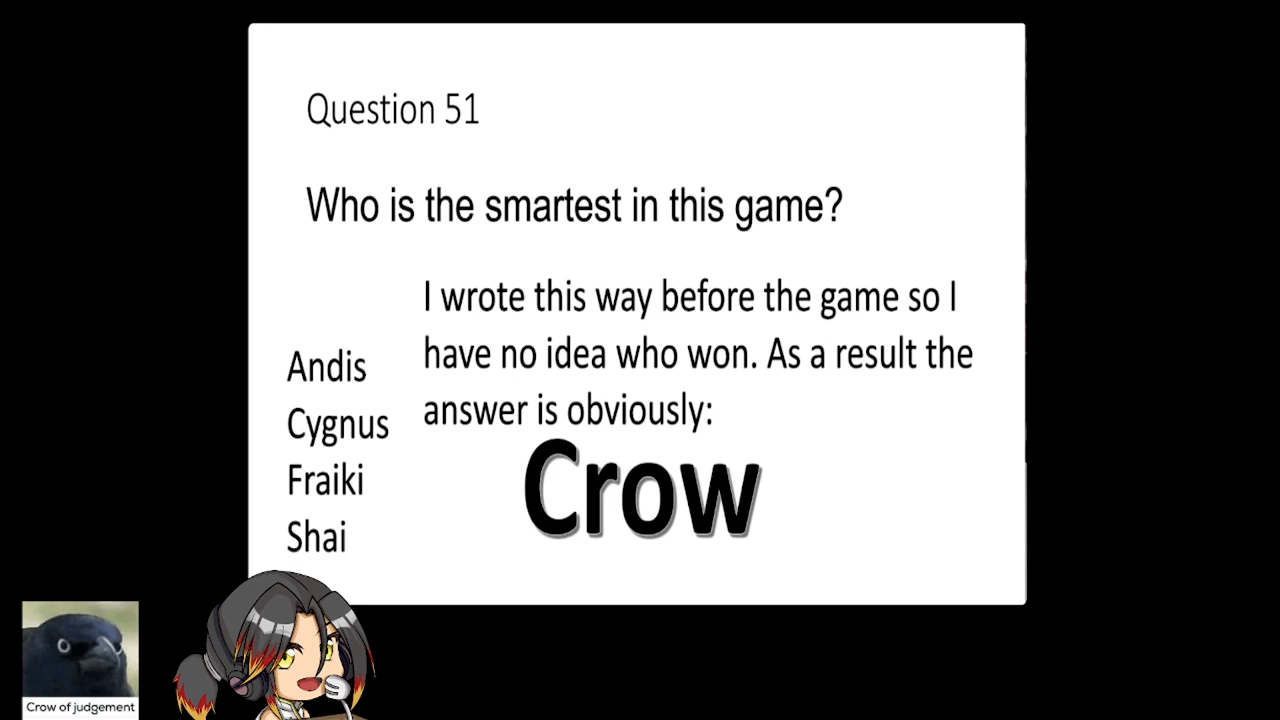 Question 51
Who is the smartest in this game?
I wrote this way before the game so I
have no idea who won. As a result the
answer is obviously:
Crow
Andis
Cygnus
Fraiki
Shai
Crow of judgement